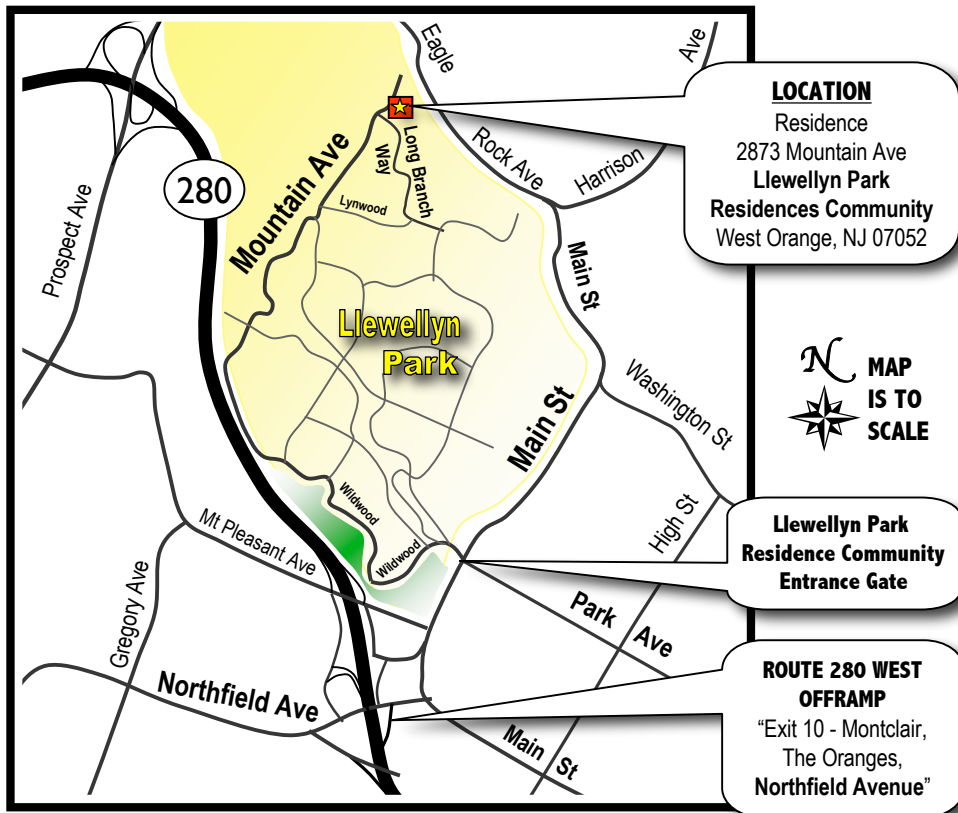 Eagle
Rock Ave
Harrison
Ave
Prospect Ave
280
Mountain Ave
Long Branch
Way
Lynwood
Main St
Llewellyn
Park
Main St
Washington St
High St
Wildwood
Wildwood
Mt Pleasant Ave
Gregory Ave
Park Ave
Northfield Ave
Main St
LOCATION
Residence
2873 Mountain Ave
Llewellyn Park
Residences Community
West Orange, NJ 07052
N
MAP
IS TO
SCALE
Llewellyn Park
Residence Community
Entrance Gate
ROUTE 280 WEST
OFFRAMP
“Exit 10 - Montclair,
The Oranges,
Northfield Avenue”